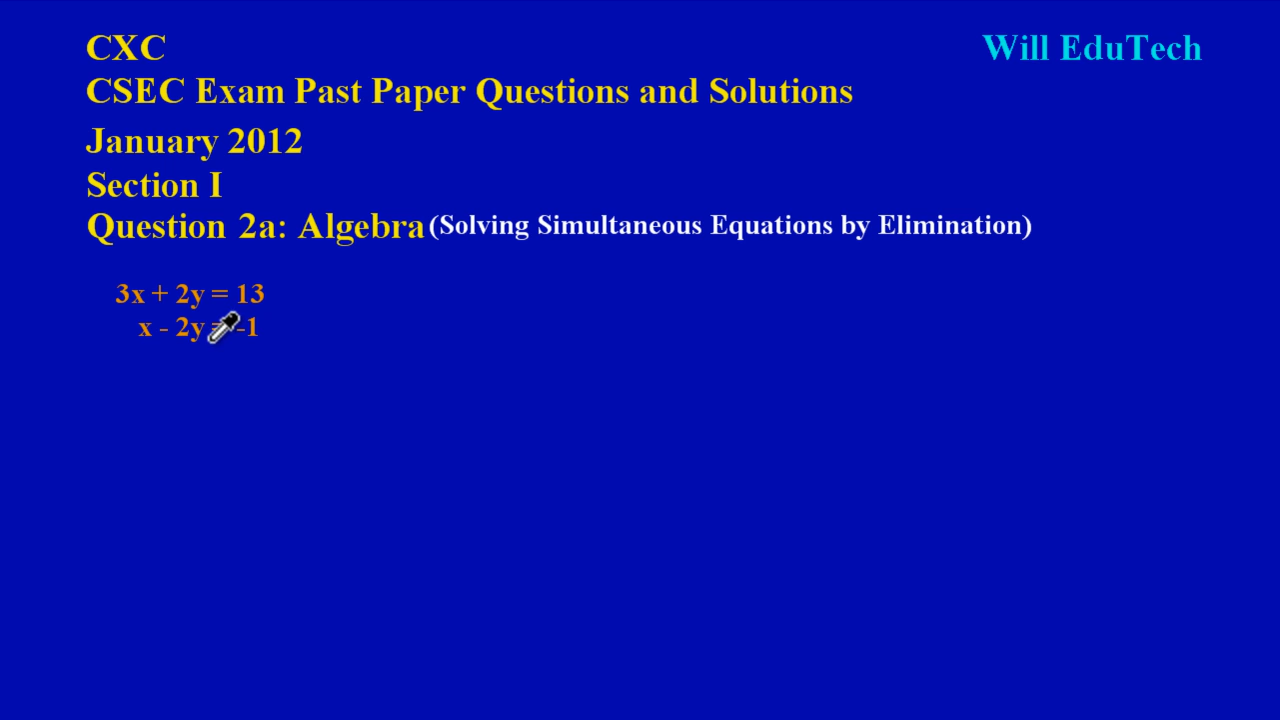 CXC
Will EduTech
CSEC Exam Past Paper Questions and Solutions
January 2012
Section I
Question 2a: Algebra (Solving Simultaneous Equations by Elimination)
3x + 2y = 13
x - 2y = -1